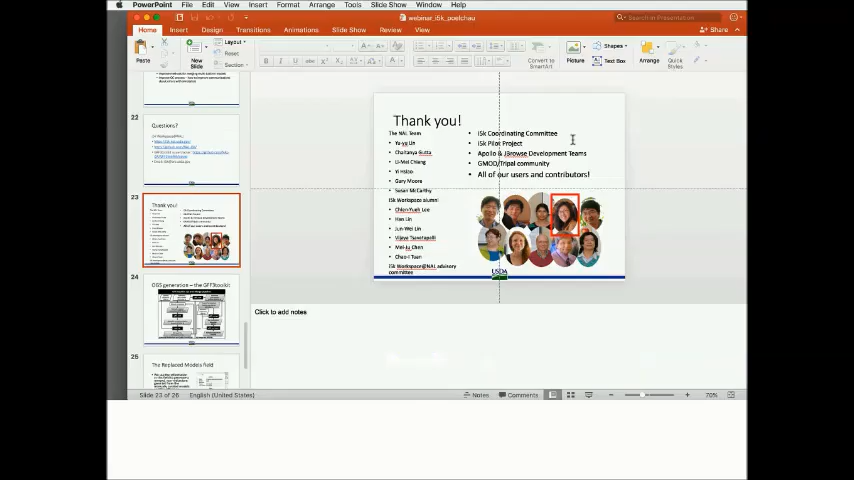 PowerPoint File Edit View Insert Format Arrange Tools Slide Show Window Help
webinar_i5k_poelchau
Search in Presentation
Home Insert Design Transitions Animations Slide Show Review View
Paste
New
Slide
Layout
Reset
Section
Convert to
SmartArt
Picture
Shapes
Text Box
Arrange
Quick
Styles
22
Questions?
23
Thank you!
24
OGS generation – the GFF3toolkit
25
The Replaced Models field
Thank you!
The NAL Team
• Yu-yu Lin
• Chaitanya Gutta
• Li-Mei Chiang
• Yi Hsiao
• Gary Moore
• Susan McCarthy
i5k Workspace alumni
• Chien-Yueh Lee
• Han Lin
• Jun-Wei Lin
• Vijaya Tsavatapalli
• Mei-Ju Chen
• Chao-I Tuan
i5k Workspace@NAL advisory
committee
• i5k Coordinating Committee
• i5k Pilot Project
• Apollo & JBrowse Development Teams
• GMOD/Tripal community
• All of our users and contributors!
USDA
Click to add notes
Slide 23 of 26 English (United States) Notes Comments 70%